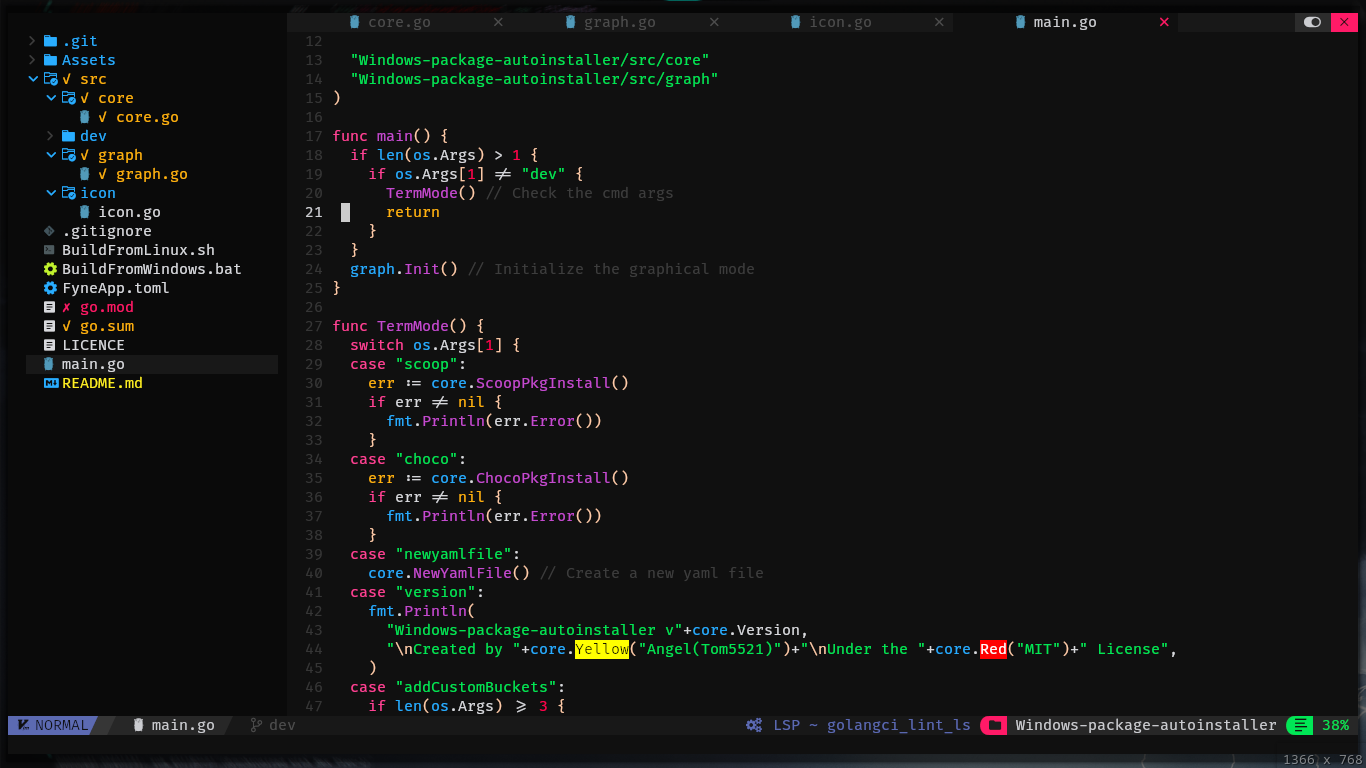 core.go × graph.go × icon.go × main.go ×
.git
Assets
✓ src
✓ core
✓ core.go
dev
✓ graph
✓ graph.go
icon
icon.go
.gitignore
BuildFromLinux.sh
BuildFromWindows.bat
FyneApp.toml
✗ go.mod
✓ go.sum
LICENCE
main.go
README.md
12
13 "Windows-package-autoinstaller/src/core"
14 "Windows-package-autoinstaller/src/graph"
15 )
16
17 func main() {
18 if len(os.Args) > 1 {
19 if os.Args[1] != "dev" {
20 TermMode() // Check the cmd args
21 return
22 }
23 }
24 graph.Init() // Initialize the graphical mode
25 }
26
27 func TermMode() {
28 switch os.Args[1] {
29 case "scoop":
30 err := core.ScoopPkgInstall()
31 if err != nil {
32 fmt.Println(err.Error())
33 }
34 case "choco":
35 err := core.ChocoPkgInstall()
36 if err != nil {
37 fmt.Println(err.Error())
38 }
39 case "newyamlfile":
40 core.NewYamlFile() // Create a new yaml file
41 case "version":
42 fmt.Println(
43 "Windows-package-autoinstaller v"+core.Version,
44 "\nCreated by "+core.Yellow("Angel(Tom5521)")+"\nUnder the "+core.Red("MIT")+" License",
45 )
46 case "addCustomBuckets":
47 if len(os.Args) >= 3 {
NORMAL main.go dev LSP ~ golangci_lint_ls Windows-package-autoinstaller 38%
1366 x 768